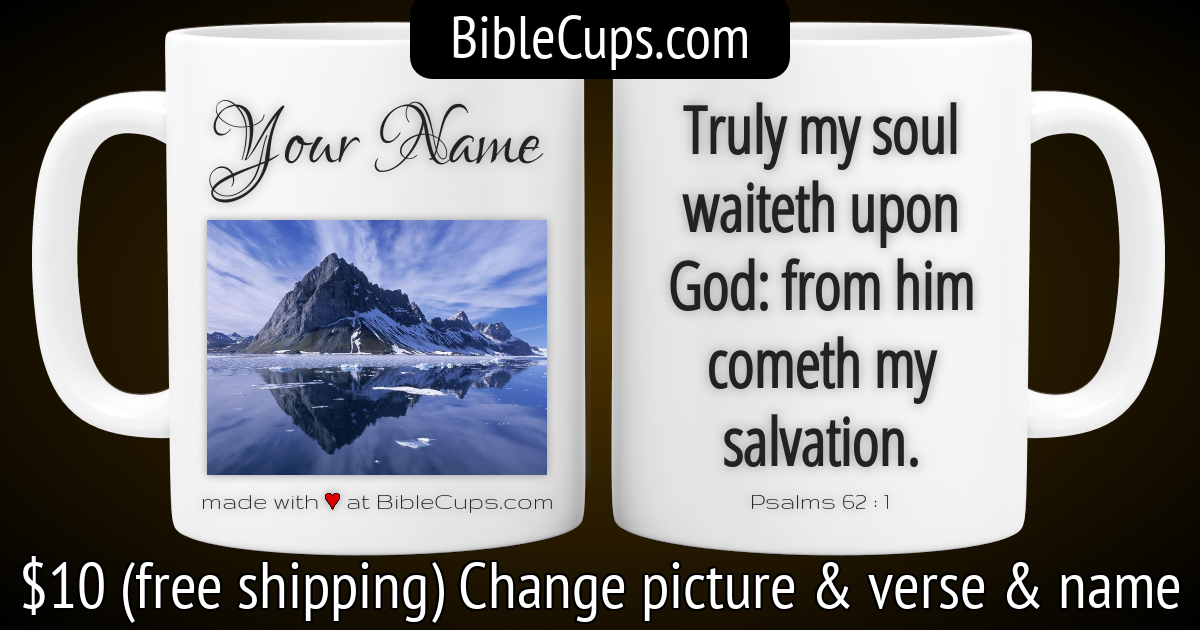 BibleCups.com
Your Name
made with ♥ at BibleCups.com
Truly my soul
waiteth upon
God: from him
cometh my
salvation.
Psalms 62 : 1
$10 (free shipping) Change picture & verse & name